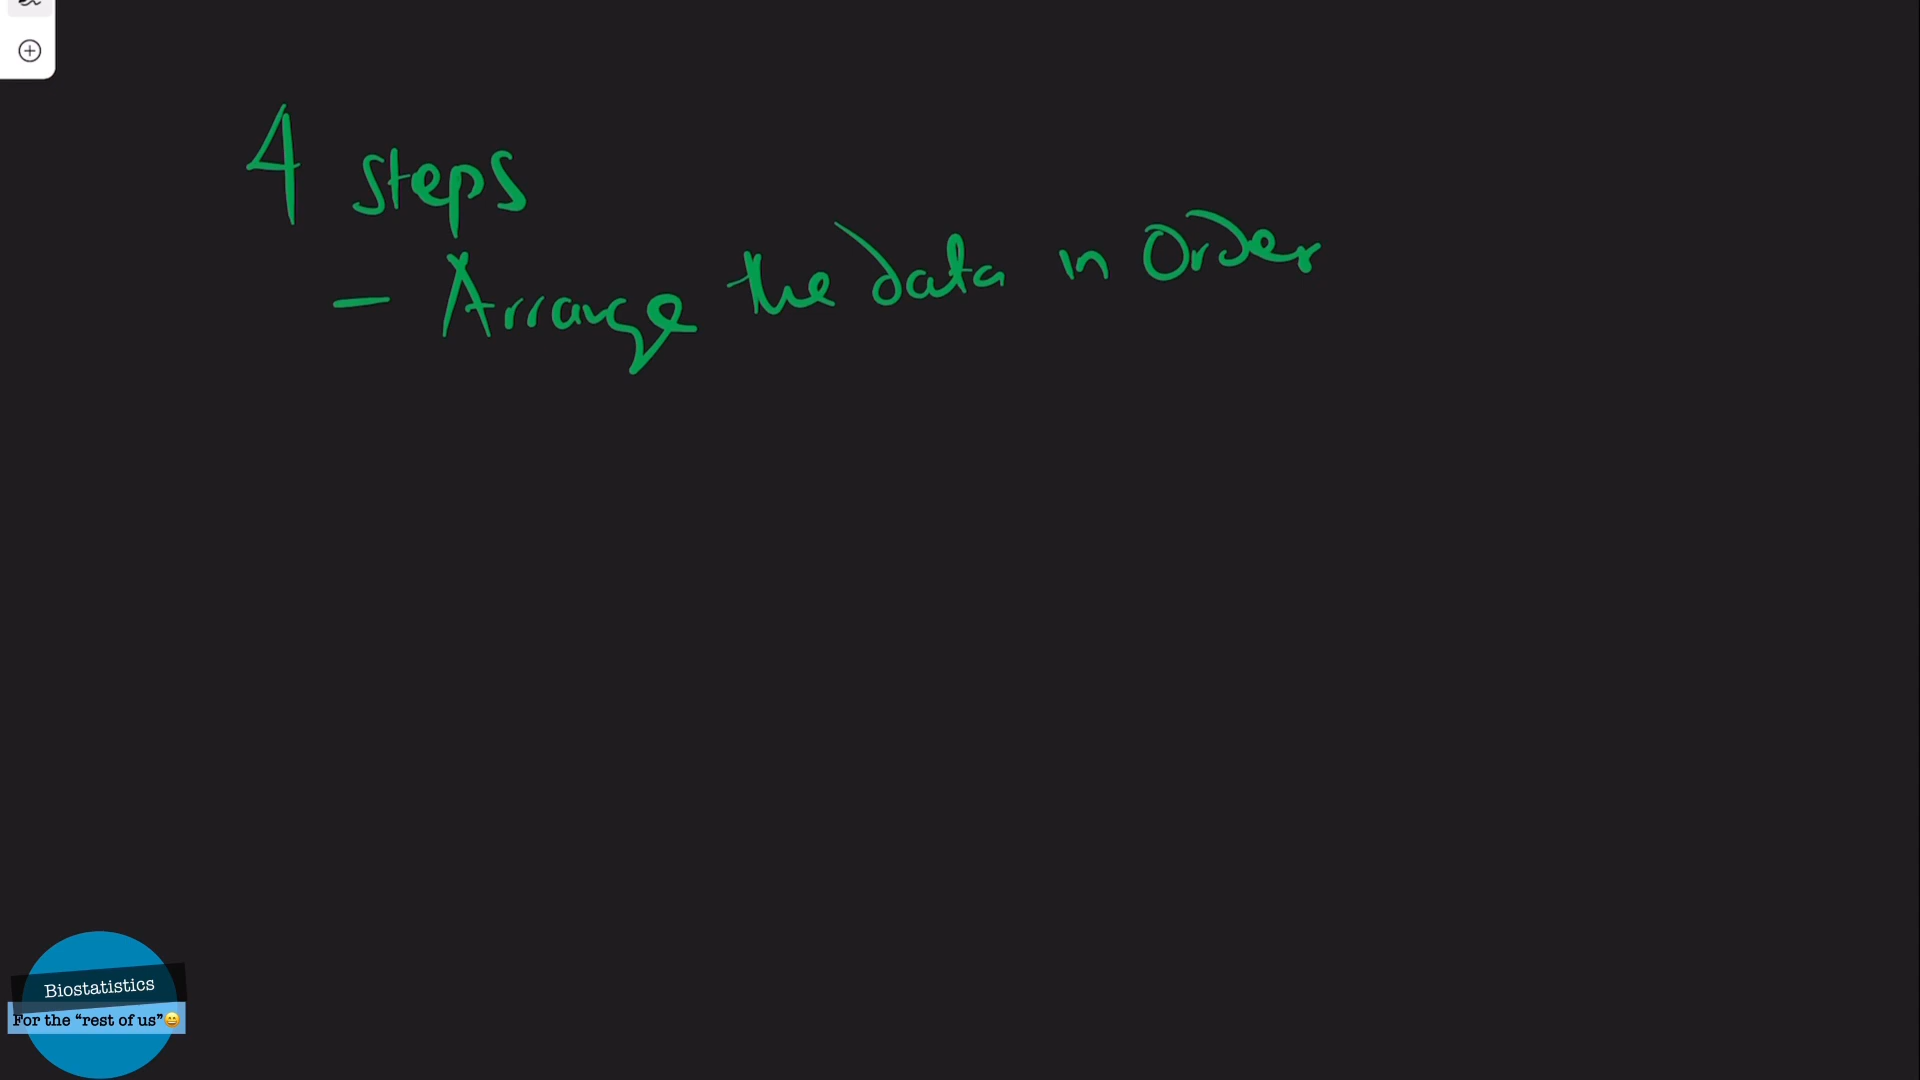 4 steps
— Arrange the data in Order
Biostatistics
For the “rest of us”😄